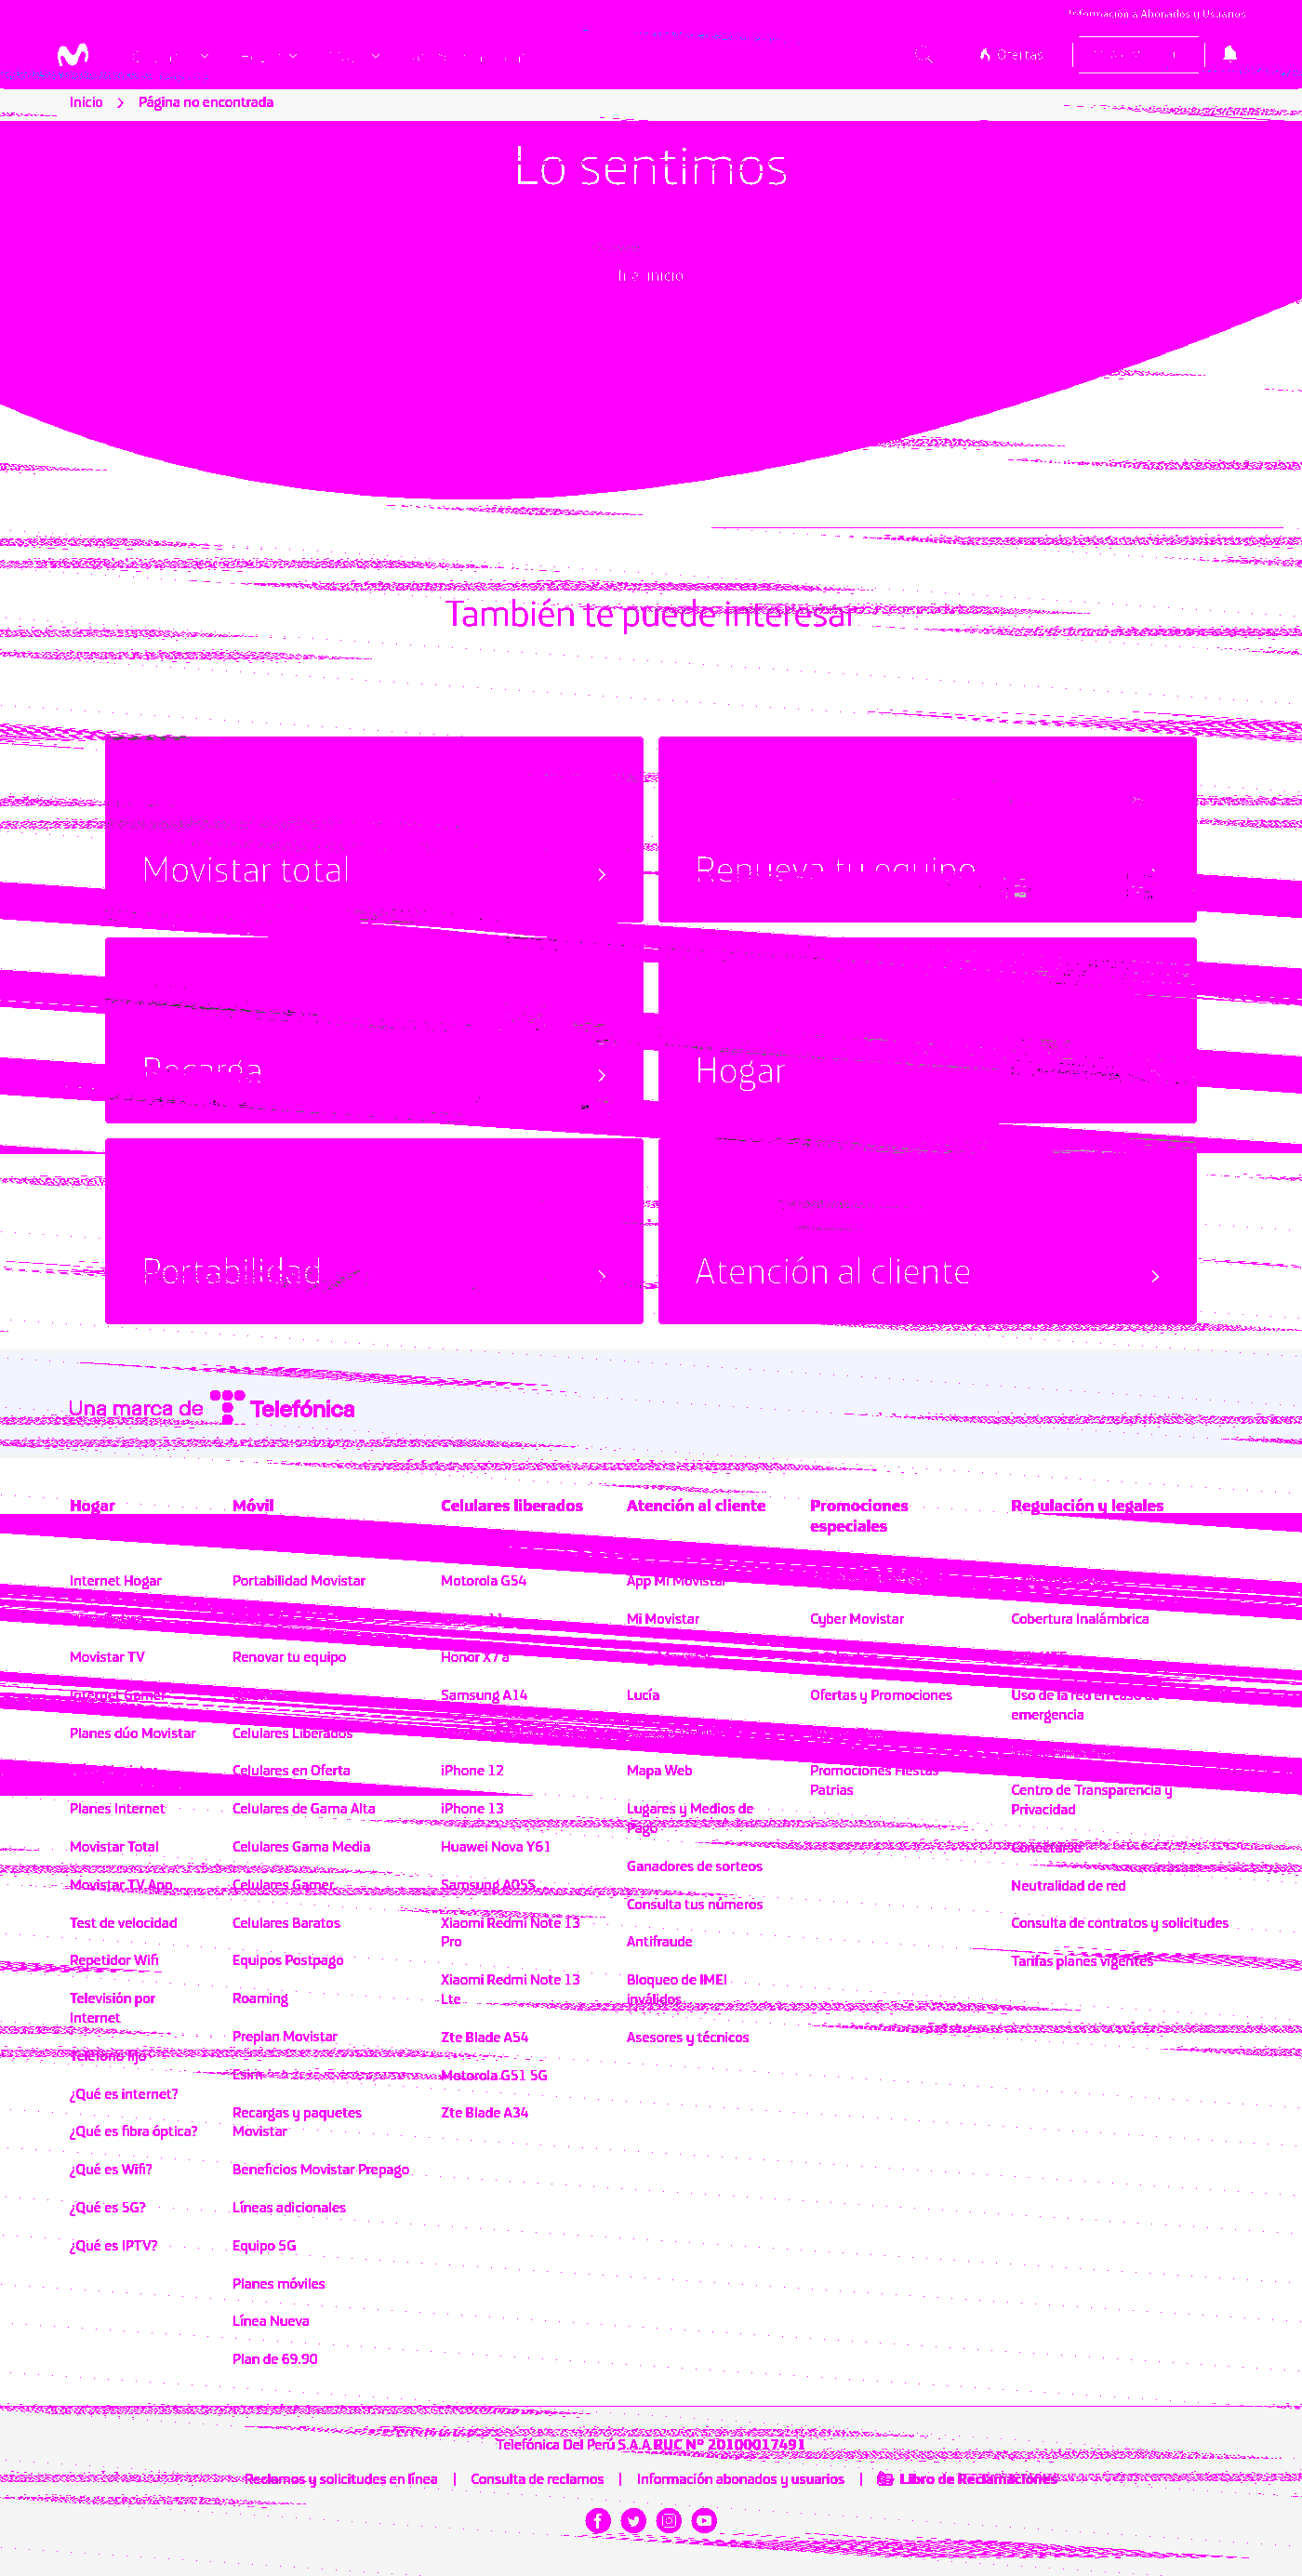 Información a Abonados y Usuarios
Ofertas
Inicio > Página no encontrada
Lo sentimos
inicio
También te puede interesar
Movistar total
Renueva tu equipo
Recarga
Hogar
Portabilidad
Atención al cliente
Una marca de Telefónica
Hogar
Internet Hogar
Movistar TV
Internet Gamer
Planes dúo Movistar
Planes Internet
Movistar Total
Movistar TV App
Test de velocidad
Repetidor Wifi
Televisión por
Internet
Teléfono fijo
¿Qué es internet?
¿Qué es fibra óptica?
¿Qué es Wifi?
¿Qué es 5G?
¿Qué es IPTV?
Móvil
Portabilidad Movistar
Renovar tu equipo
Celulares Liberados
Celulares en Oferta
Celulares de Gama Alta
Celulares Gama Media
Celulares Gamer
Celulares Baratos
Equipos Postpago
Roaming
Preplan Movistar
Esim
Recargas y paquetes
Movistar
Beneficios Movistar Prepago
Líneas adicionales
Equipo 5G
Planes móviles
Línea Nueva
Plan de 69.90
Celulares liberados
Motorola G54
Honor X7a
Samsung A14
iPhone 12
iPhone 13
Huawei Nova Y61
Samsung A05S
Xiaomi Redmi Note 13
Pro
Xiaomi Redmi Note 13
Lte
Zte Blade A54
Motorola G51 5G
Zte Blade A34
Atención al cliente
App Mi Movistar
Mi Movistar
Lucía
Mapa Web
Lugares y Medios de
Pago
Ganadores de sorteos
Consulta tus números
Antifraude
Bloqueo de IMEI
inválidos
Asesores y técnicos
Promociones
especiales
Cyber Movistar
Ofertas y Promociones
Promociones Fiestas
Patrias
Regulación y legales
Cobertura Inalámbrica
Uso de la red en caso de
emergencia
Centro de Transparencia y
Privacidad
Conectarse
Neutralidad de red
Consulta de contratos y solicitudes
Tarifas planes vigentes
Telefónica Del Perú S.A.A RUC Nº 20100017491
Reclamos y solicitudes en línea | Consulta de reclamos | Información abonados y usuarios | Libro de Reclamaciones